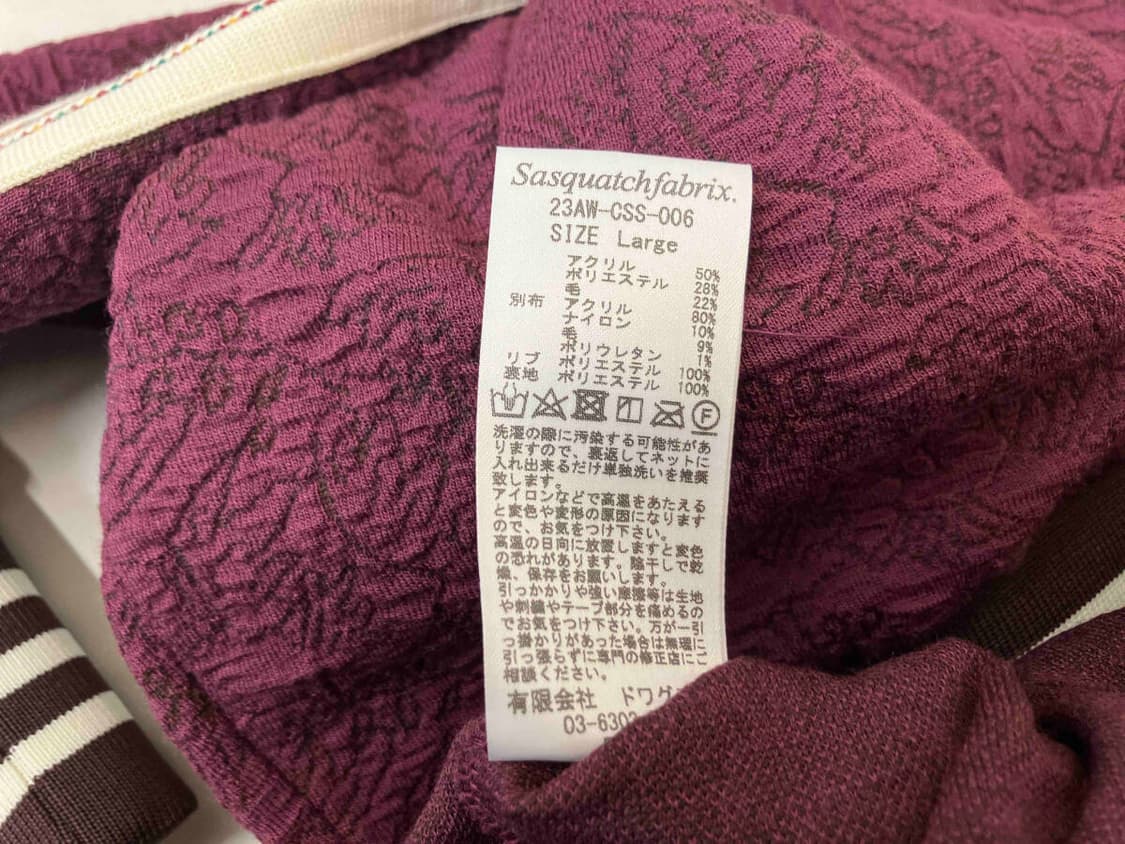 Sasquatchfabrix.
23AW-CSS-006
SIZE Large
アクリル 50%
ポリエステル 28%
毛 22%
別布 アクリル 80%
ナイロン 10%
毛 9%
ポリウレタン 1%
リブ ポリエステル 100%
裏地 ポリエステル 100%
F
洗濯の際に汚染する可能性があ
りますので、裏返してネットに
入れ出来るだけ単独洗いを推奨
致します。
アイロンなどで高温をあたえる
と変色や変形の原因になります
ので、お気をつけ下さい。
高温の日向に放置しますと変色
の恐れがあります。陰干しで乾
燥、保存をお願いします。
引っかかりや強い摩擦等は生地
や刺繍やテープ部分を痛めるの
でお気をつけ下さい。万が一引
っ掛かりがあった場合は無理に
引っ張らずに専門の修正店にご
相談ください。
有限会社 ドワグ
03-630